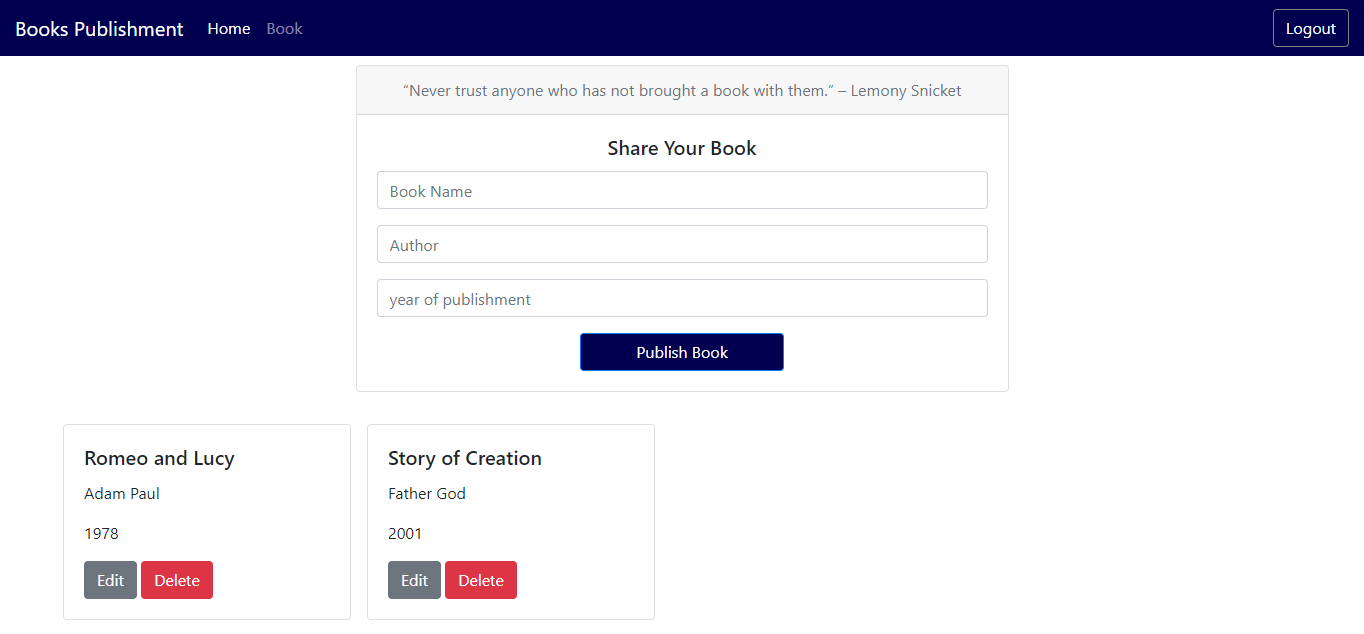 Books Publishment Home Book Logout
“Never trust anyone who has not brought a book with them.” – Lemony Snicket
Share Your Book
Book Name
Author
year of publishment
Publish Book
Romeo and Lucy
Adam Paul
1978
Edit Delete
Story of Creation
Father God
2001
Edit Delete